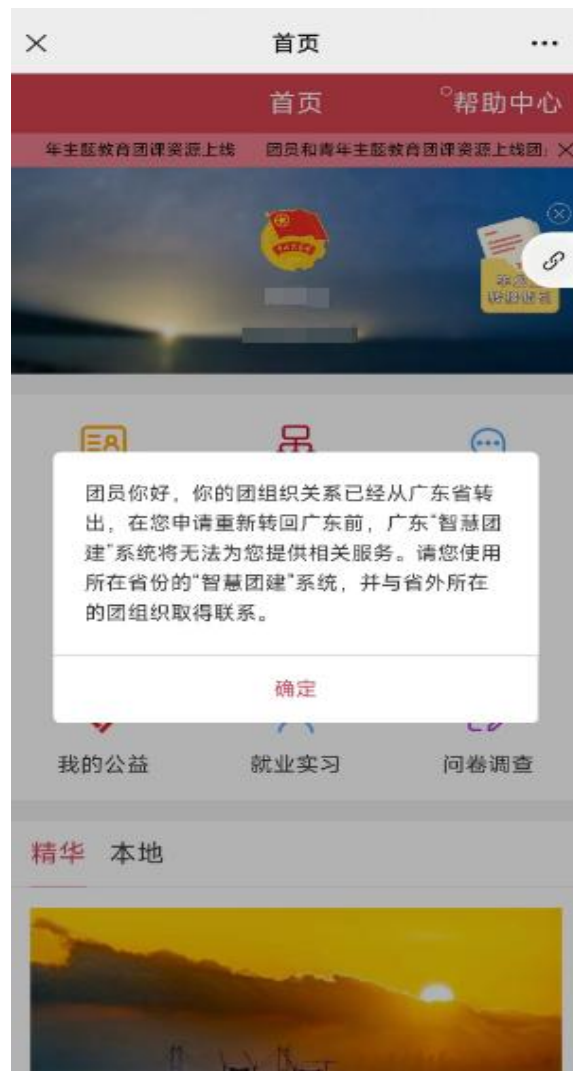 首页
首页
帮助中心
年主题教育团课资源上线 团员和青年主题教育团课资源上线团:
团员你好，你的团组织关系已经从广东省转
出，在您申请重新转回广东前，广东“智慧团
建”系统将无法为您提供相关服务。请您使用
所在省份的“智慧团建”系统，并与省外所在
的团组织取得联系。
确定
我的公益
就业实习
问卷调查
精华 本地